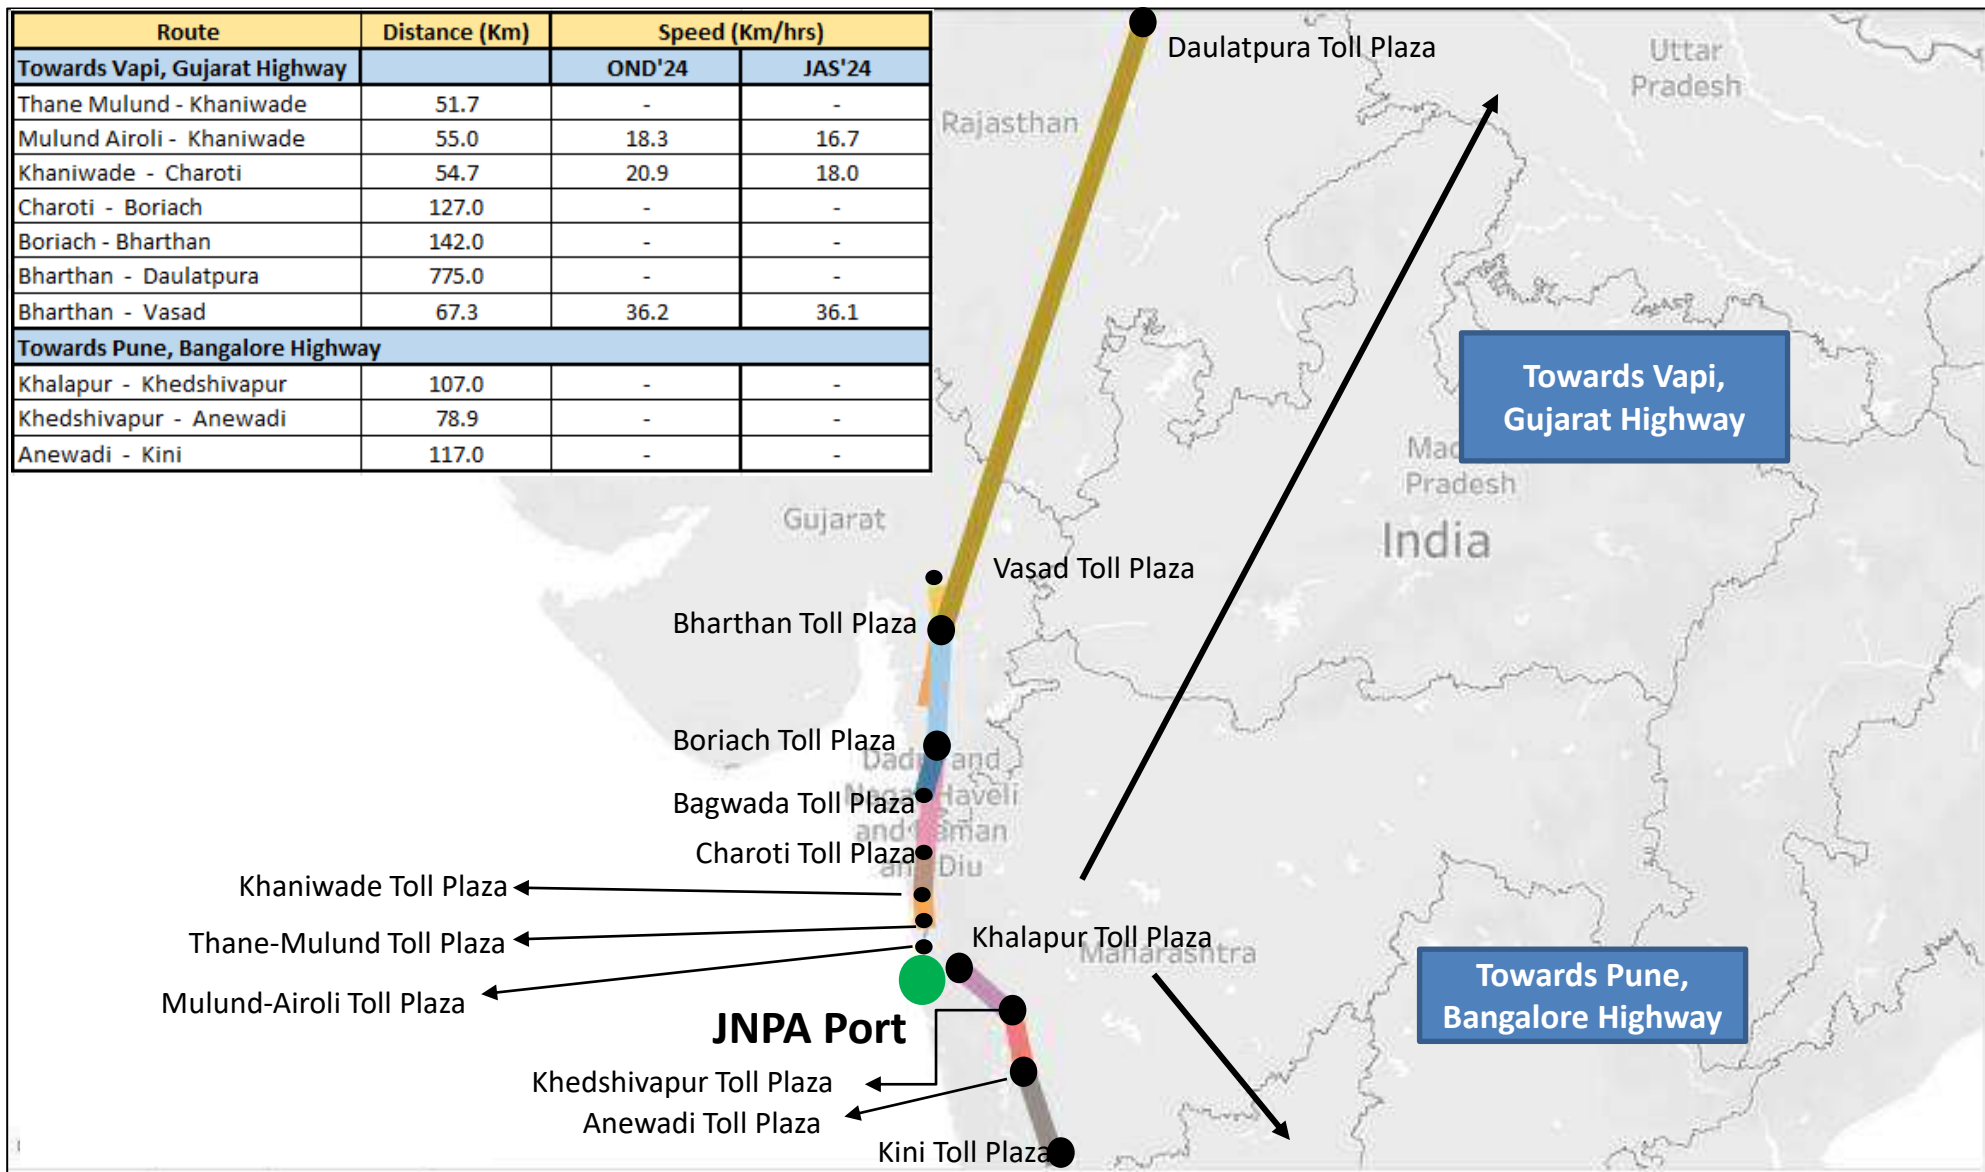 Route Distance (Km) Speed (Km/hrs)
Towards Vapi, Gujarat Highway OND'24 JAS'24
Thane Mulund - Khaniwade 51.7 - -
Mulund Airoli - Khaniwade 55.0 18.3 16.7
Khaniwade - Charoti 54.7 20.9 18.0
Charoti - Boriach 127.0 - -
Boriach - Bharthan 142.0 - -
Bharthan - Daulatpura 775.0 - -
Bharthan - Vasad 67.3 36.2 36.1
Towards Pune, Bangalore Highway
Khalapur - Khedshivapur 107.0 - -
Khedshivapur - Anewadi 78.9 - -
Anewadi - Kini 117.0 - -
Daulatpura Toll Plaza
Uttar
Pradesh
Rajasthan
Towards Vapi,
Gujarat Highway
Pradesh
Gujarat
India
Vasad Toll Plaza
Bharthan Toll Plaza
Boriach Toll Plaza
and
Bagwada Toll Plaza
Haveli
and
Charoti Toll Plaza
Diu
Khaniwade Toll Plaza
Thane-Mulund Toll Plaza
Khalapur Toll Plaza
Maharashtra
Mulund-Airoli Toll Plaza
Towards Pune,
Bangalore Highway
JNPA Port
Khedshivapur Toll Plaza
Anewadi Toll Plaza
Kini Toll Plaza